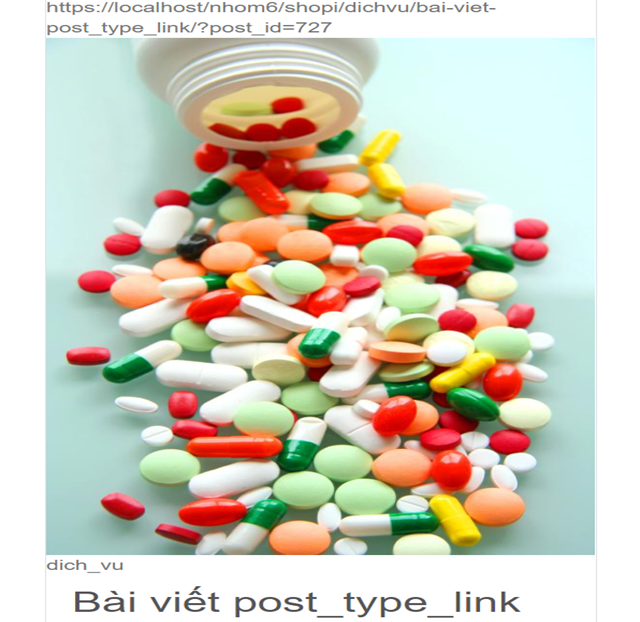 https://localhost/nhom6/shopi/dichvu/bai-viet-
post_type_link/?post_id=727
dich_vu
Bài viết post_type_link